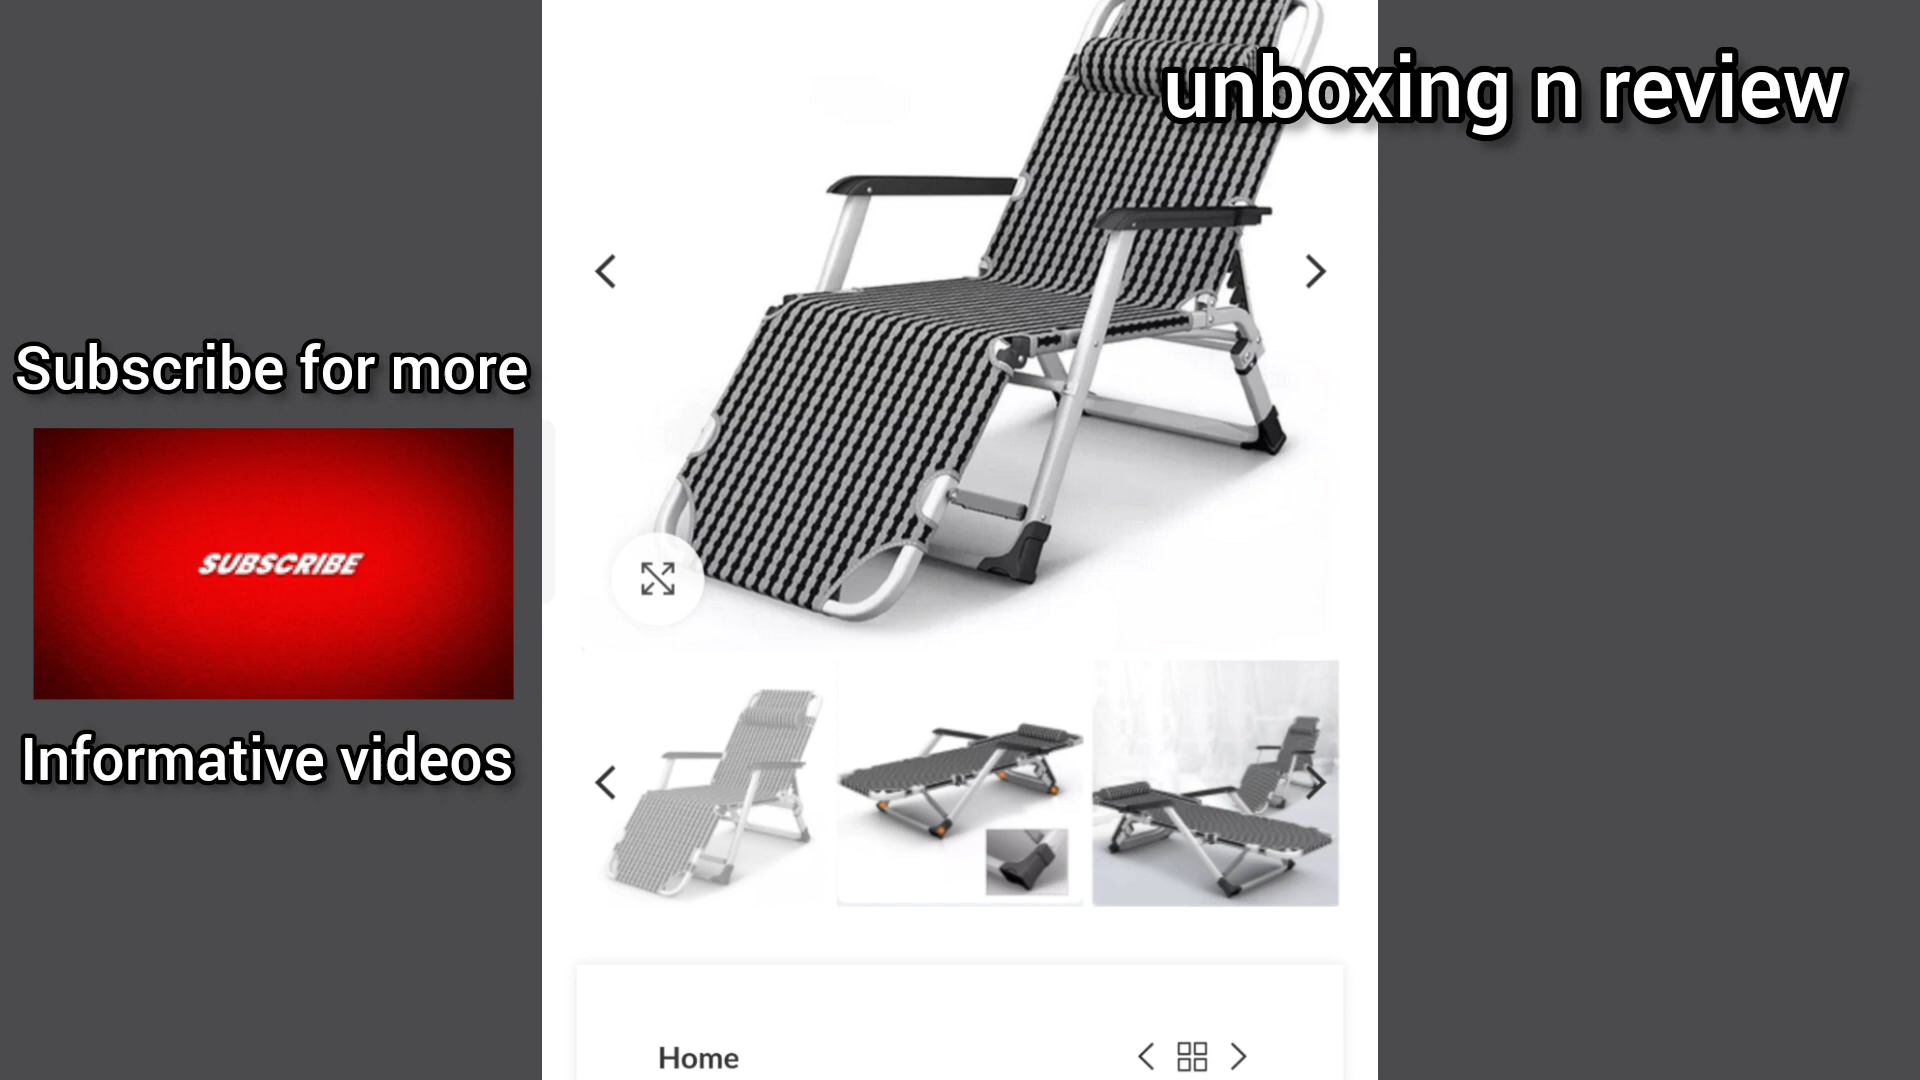 unboxing n review
Subscribe for more
SUBSCRIBE
Informative videos
Home